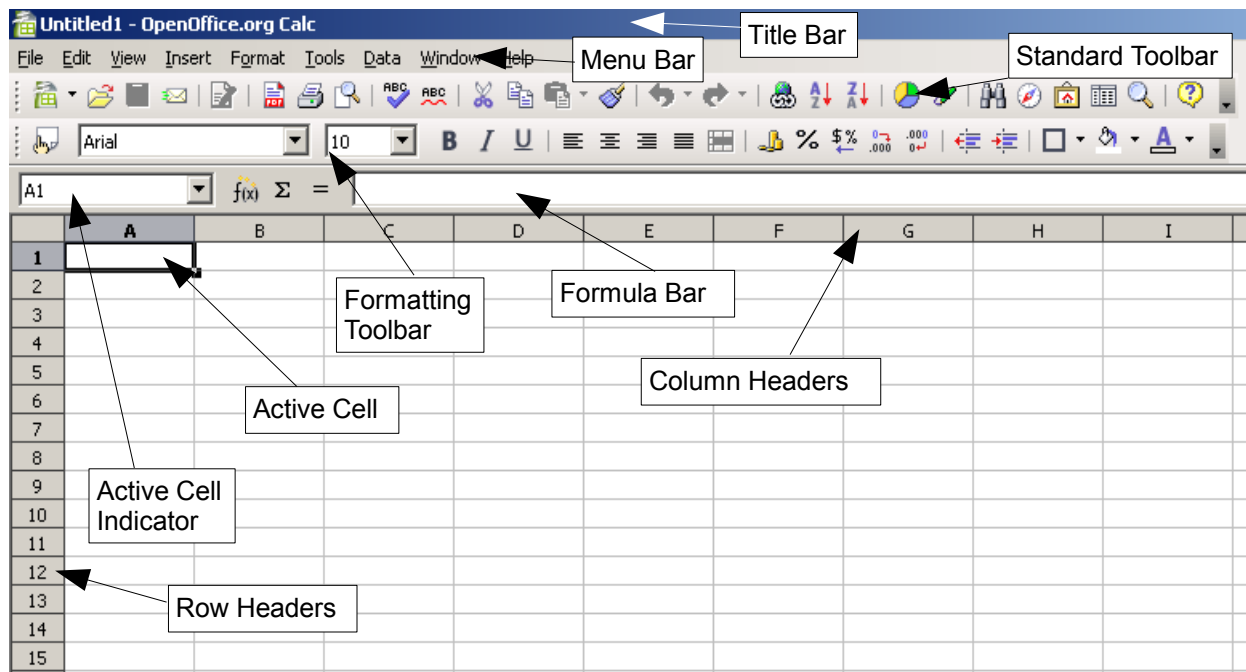 Untitled1 - OpenOffice.org Calc
Title Bar
File Edit View Insert Format Tools Data Window Help
Menu Bar
Standard Toolbar
Arial
10
A1
f(x) Σ =
A B C D E F G H I
1
2
3
4
5
6
7
8
9
10
11
12
13
14
15
Formatting
Toolbar
Formula Bar
Column Headers
Active Cell
Active Cell
Indicator
Row Headers